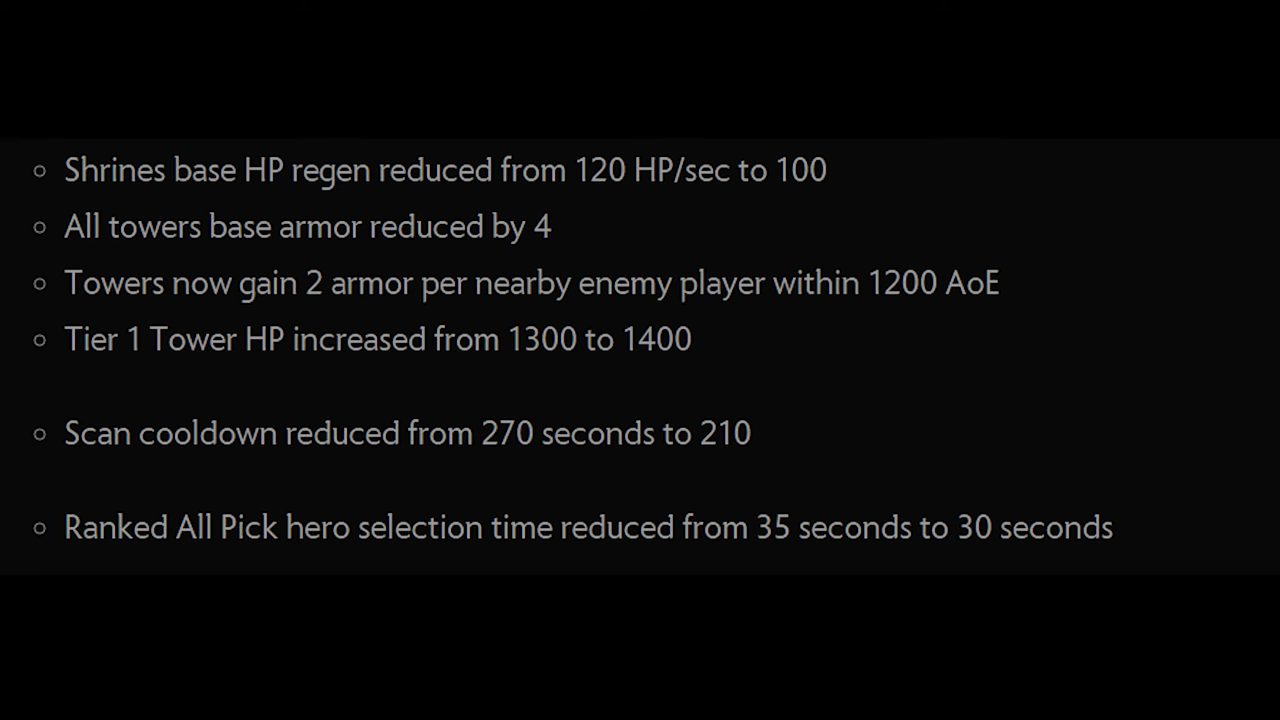 Shrines base HP regen reduced from 120 HP/sec to 100
All towers base armor reduced by 4
Towers now gain 2 armor per nearby enemy player within 1200 AoE
Tier 1 Tower HP increased from 1300 to 1400
Scan cooldown reduced from 270 seconds to 210
Ranked All Pick hero selection time reduced from 35 seconds to 30 seconds